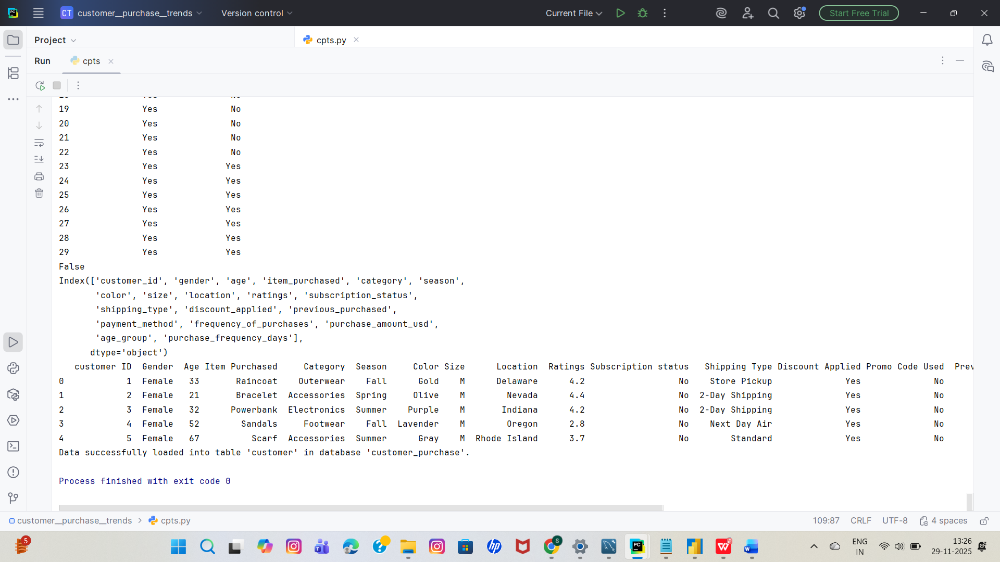 CT customer__purchase__trends Version control Current File Start Free Trial
Project cpts.py
Run cpts
19 Yes No
20 Yes No
21 Yes No
22 Yes No
23 Yes Yes
24 Yes Yes
25 Yes Yes
26 Yes Yes
27 Yes Yes
28 Yes Yes
29 Yes Yes
False
Index(['customer_id', 'gender', 'age', 'item_purchased', 'category', 'season',
'color', 'size', 'location', 'ratings', 'subscription_status',
'shipping_type', 'discount_applied', 'previous_purchased',
'payment_method', 'frequency_of_purchases', 'purchase_amount_usd',
'age_group', 'purchase_frequency_days'],
dtype='object')
customer ID Gender Age Item Purchased Category Season Color Size Location Ratings Subscription status Shipping Type Discount Applied Promo Code Used Prev
0 1 Female 33 Raincoat Outerwear Fall Gold M Delaware 4.2 No Store Pickup Yes No
1 2 Female 21 Bracelet Accessories Spring Olive M Nevada 4.4 No 2-Day Shipping Yes No
2 3 Female 32 Powerbank Electronics Summer Purple M Indiana 4.2 No 2-Day Shipping Yes No
3 4 Female 52 Sandals Footwear Fall Lavender M Oregon 2.8 No Next Day Air Yes No
4 5 Female 67 Scarf Accessories Summer Gray M Rhode Island 3.7 No Standard Yes No
Data successfully loaded into table 'customer' in database 'customer_purchase'.
Process finished with exit code 0
customer__purchase__trends > cpts.py 109:87 CRLF UTF-8 4 spaces
5 ENG 13:26
IN 29-11-2025